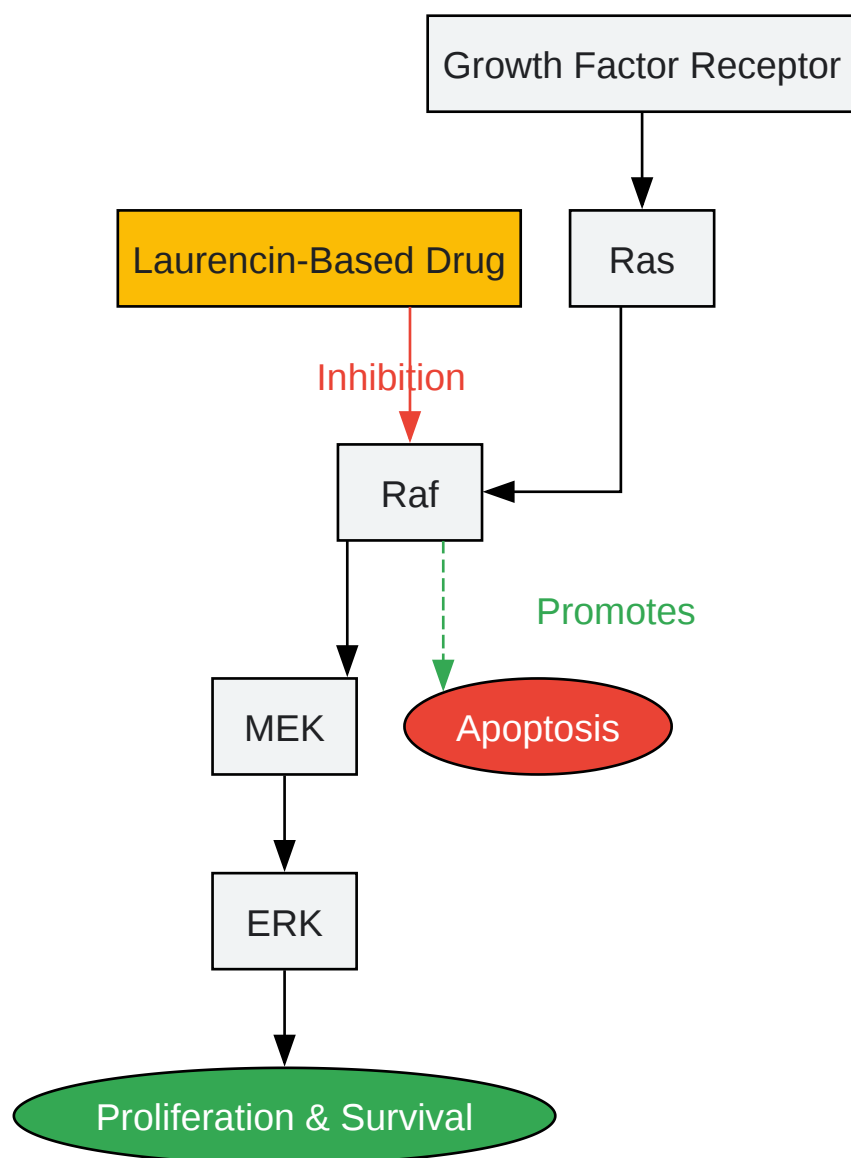 Growth Factor Receptor
Laurencin-Based Drug
Ras
Inhibition
Raf
Promotes
MEK
Apoptosis
ERK
Proliferation & Survival